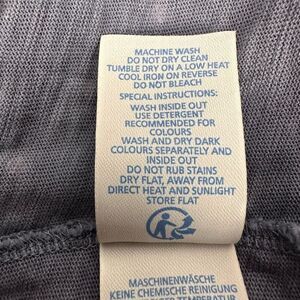 MACHINE WASH
DO NOT DRY CLEAN
TUMBLE DRY ON A LOW HEAT
COOL IRON ON REVERSE
DO NOT BLEACH
SPECIAL INSTRUCTIONS:
WASH INSIDE OUT
USE DETERGENT
RECOMMENDED FOR
COLOURS
WASH AND DRY DARK
COLOURS SEPARATELY AND
INSIDE OUT
DO NOT RUB STAINS
DRY FLAT, AWAY FROM
DIRECT HEAT AND SUNLIGHT
STORE FLAT
MASCHINENWÄSCHE
KEINE CHEMISCHE REINIGUNG
TEMPERATUR